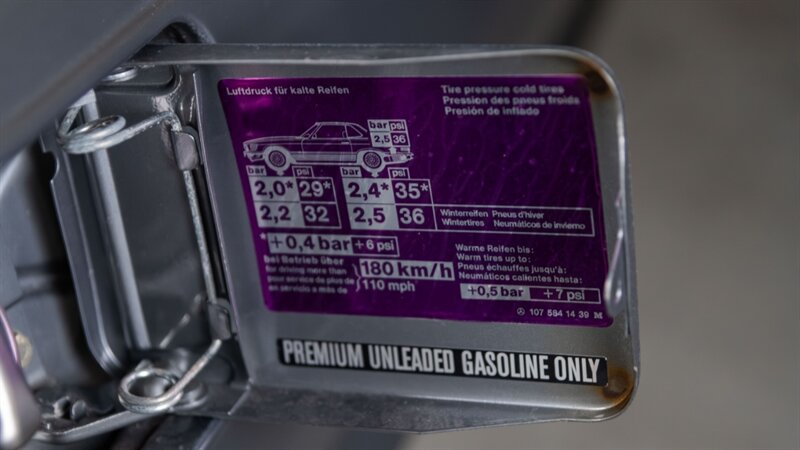 Luftdruck für kalte Reifen
Tire pressure cold tires
Pression des pneus froids
Presión de inflado
bar psi
2,5 36
bar psi
2,0* 29*
2,2 32
bar psi
2,4* 35*
2,5 36
Winterreifen Pneus d'hiver
Wintertires Neumáticos de invierno
*+0,4 bar +6 psi
bei Betrieb über
for driving more than
pour service de plus de
en servicio a más de
180 km/h
110 mph
Warme Reifen bis:
Warm tires up to:
Pneus échauffes jusqu'à:
Neumáticos calientes hasta:
+0,5 bar +7 psi
107 584 14 39 M
PREMIUM UNLEADED GASOLINE ONLY